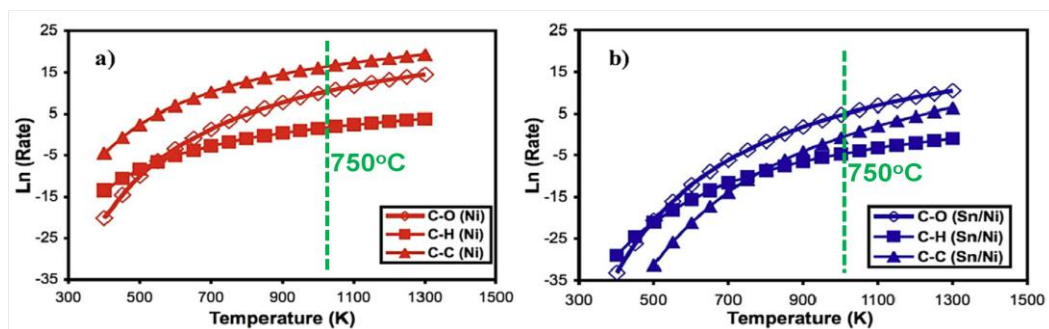 a)
Ln (Rate)
25
15
5
-5
-15
-25
-35
750°C
C-O (Ni)
C-H (Ni)
C-C (Ni)
300 500 700 900 1100 1300 1500
Temperature (K)
b)
Ln (Rate)
25
15
5
-5
-15
-25
-35
750°C
C-O (Sn/Ni)
C-H (Sn/Ni)
C-C (Sn/Ni)
300 500 700 900 1100 1300 1500
Temperature (K)